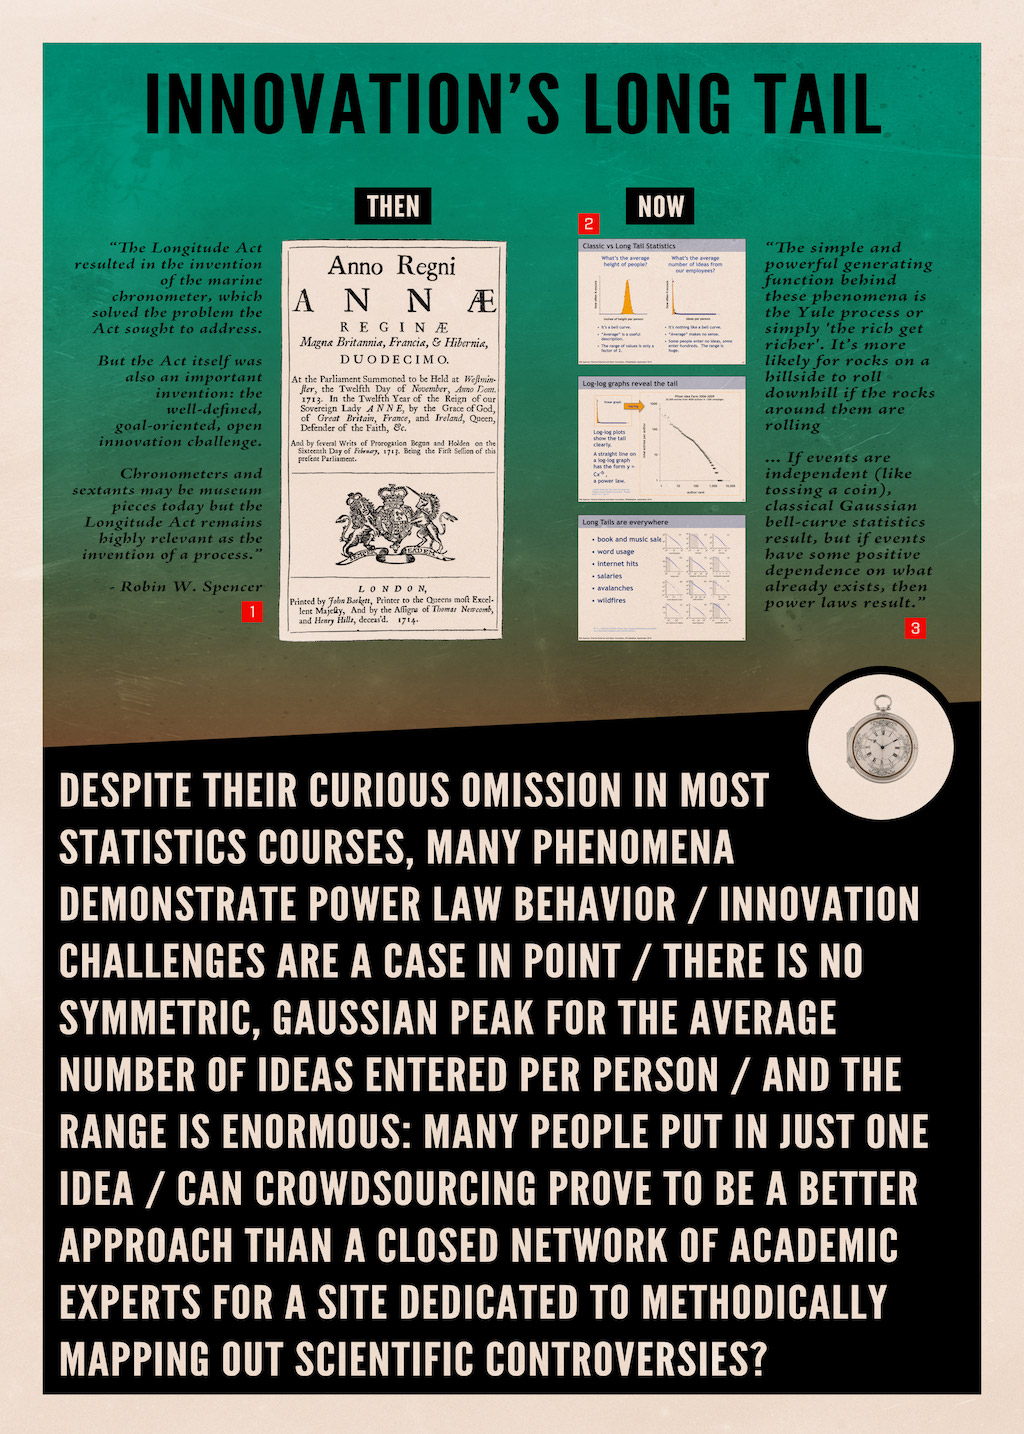 INNOVATION'S LONG TAIL
THEN
"The Longitude Act
resulted in the invention
of the marine
chronometer, which
solved the problem the
Act sought to address.
But the Act itself was
also an important
invention: the
well-defined,
goal-oriented, open
innovation challenge.
Chronometers and
sextants may be museum
pieces today but the
Longitude Act remains
highly relevant as the
invention of a process."
- Robin W. Spencer
1
Anno Regni
ANNÆ
REGINÆ
Magnæ Britanniæ, Franciæ, & Hiberniæ,
DUODECIMO.
At the Parliament Summoned to be Held at Westmin-
ster, the Twelfth Day of November, Anno Dom.
1713. In the Twelfth Year of the Reign of our
Sovereign Lady ANNE, by the Grace of God,
of Great Britain, France, and Ireland, Queen,
Defender of the Faith, &c.
And by several Writs of Prorogation Begun and Holden on the
Sixteenth Day of February, 1713. Being the First Session of this
present Parliament.
LONDON,
Printed by John Baskett, Printer to the Queens most Excel-
lent Majesty, And by the Assigns of Thomas Newcomb,
and Henry Hills, deceas'd. 1714.
NOW
2
Classic vs Long Tail Statistics
What's the average
height of people?
inches of height per person
• It's a bell curve.
• "Average" is a useful
description.
• The range of values is only a
factor of 2.
What's the average
number of ideas from
our employees?
ideas per person
• It's nothing like a bell curve.
• "Average" makes no sense.
• Some people enter no ideas, some
enter hundreds. The range is
huge.
Log-log graphs reveal the tail
linear graph
Log-log plots
show the tail
clearly.
A straight line on
a log-log graph
has the form y =
a power law.
author rank
Long Tails are everywhere
• book and music sale
• word usage
• internet hits
• salaries
• avalanches
• wildfires
"The simple and
powerful generating
function behind
these phenomena is
the Yule process or
simply 'the rich get
richer'. It's more
likely for rocks on a
hillside to roll
downhill if the rocks
around them are
rolling
... If events are
independent (like
tossing a coin),
classical Gaussian
bell-curve statistics
result, but if events
have some positive
dependence on what
already exists, then
power laws result."
3
DESPITE THEIR CURIOUS OMISSION IN MOST
STATISTICS COURSES, MANY PHENOMENA
DEMONSTRATE POWER LAW BEHAVIOR / INNOVATION
CHALLENGES ARE A CASE IN POINT / THERE IS NO
SYMMETRIC, GAUSSIAN PEAK FOR THE AVERAGE
NUMBER OF IDEAS ENTERED PER PERSON / AND THE
RANGE IS ENORMOUS: MANY PEOPLE PUT IN JUST ONE
IDEA / CAN CROWDSOURCING PROVE TO BE A BETTER
APPROACH THAN A CLOSED NETWORK OF ACADEMIC
EXPERTS FOR A SITE DEDICATED TO METHODICALLY
MAPPING OUT SCIENTIFIC CONTROVERSIES?